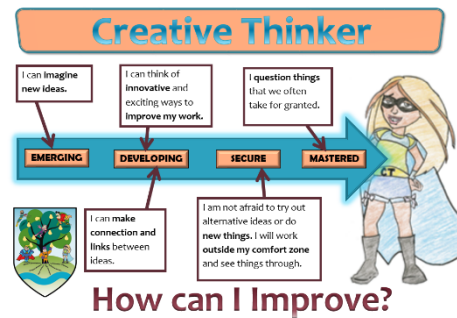 Creative Thinker
I can imagine
new ideas.
I can think of
innovative and
exciting ways to
improve my work.
I question things
that we often
take for granted.
EMERGING
DEVELOPING
SECURE
MASTERED
CT
I can make
connection and
links between
ideas.
I am not afraid to try out
alternative ideas or do
new things. I will work
outside my comfort zone
and see things through.
How can I Improve?